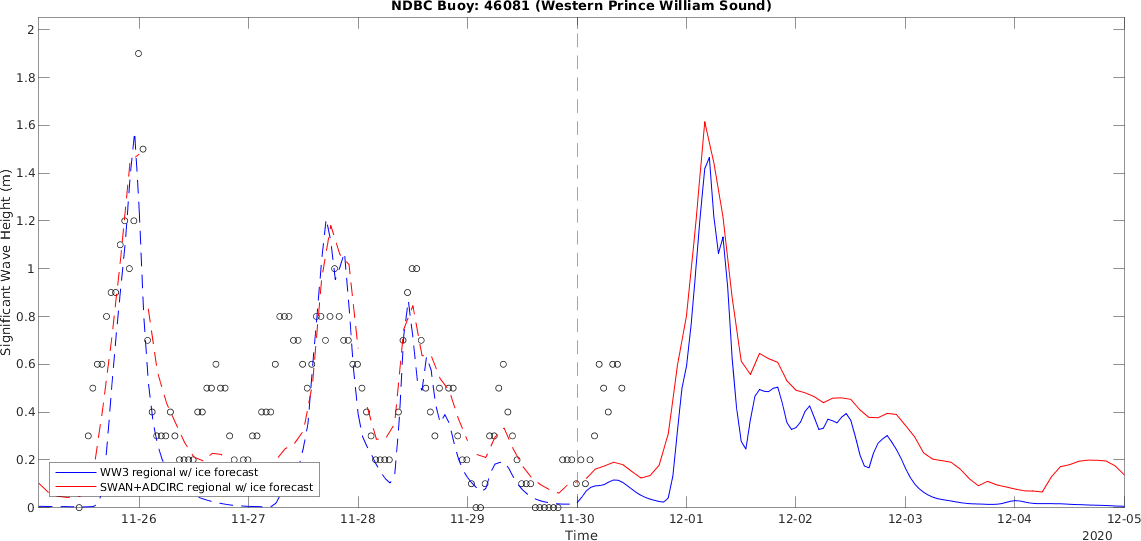 NDBC Buoy: 46081 (Western Prince William Sound)
Significant Wave Height (m)
2
1.8
1.6
1.4
1.2
1
0.8
0.6
0.4
0.2
0
WW3 regional w/ ice forecast
SWAN+ADCIRC regional w/ ice forecast
11-26 11-27 11-28 11-29 11-30 12-01 12-02 12-03 12-04 12-05
Time
2020